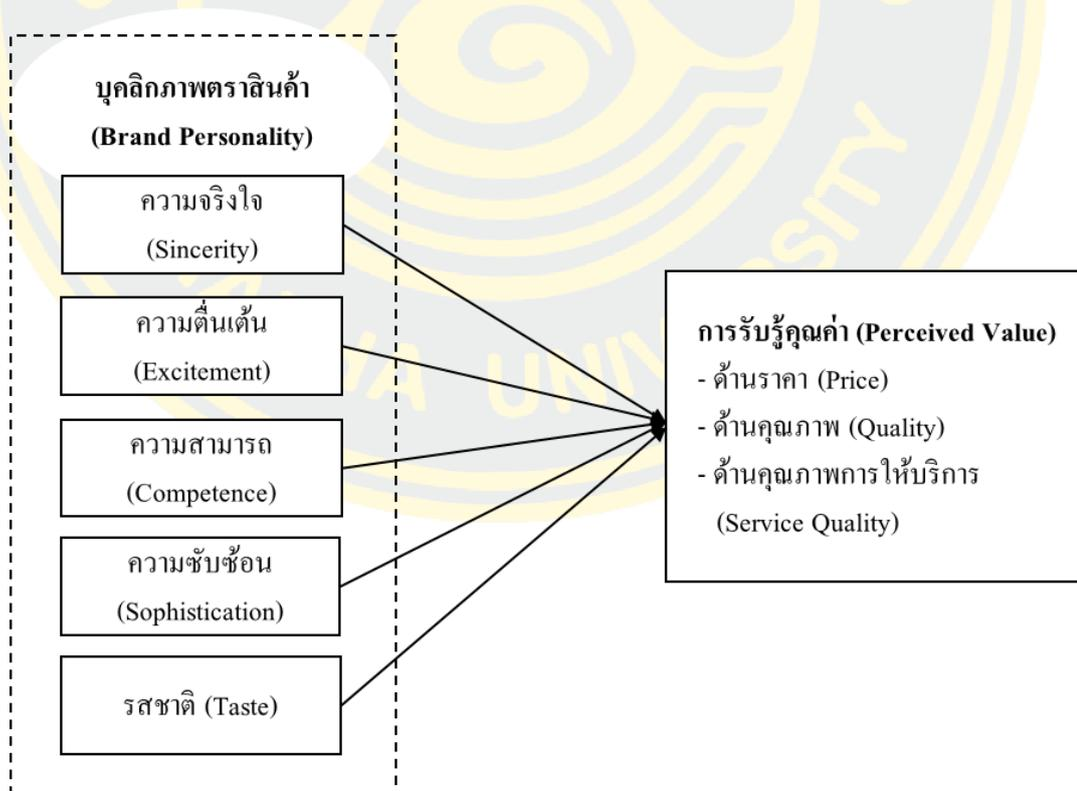 บุคลิกภาพตราสินค้า
(Brand Personality)
ความจริงใจ
(Sincerity)
ความตื่นเต้น
(Excitement)
ความสามารถ
(Competence)
ความซับซ้อน
(Sophistication)
รสชาติ (Taste)
การรับรู้คุณค่า (Perceived Value)
- ด้านราคา (Price)
- ด้านคุณภาพ (Quality)
- ด้านคุณภาพการให้บริการ
(Service Quality)